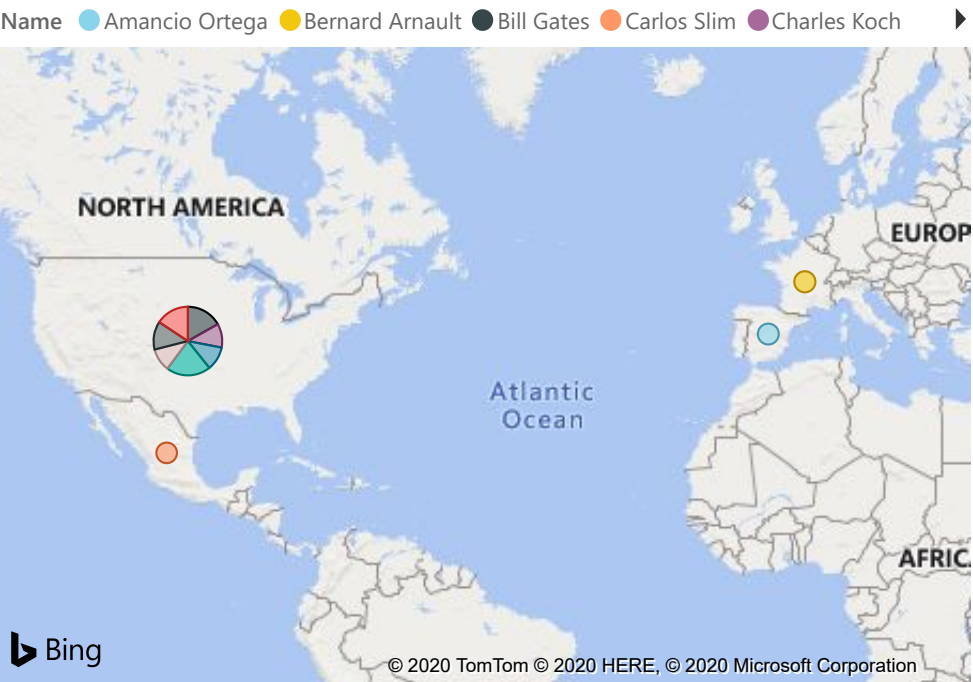 Name Amancio Ortega Bernard Arnault Bill Gates Carlos Slim Charles Koch
NORTH AMERICA
EUROP
Atlantic
Ocean
AFRIC
Bing
© 2020 TomTom © 2020 HERE, © 2020 Microsoft Corporation